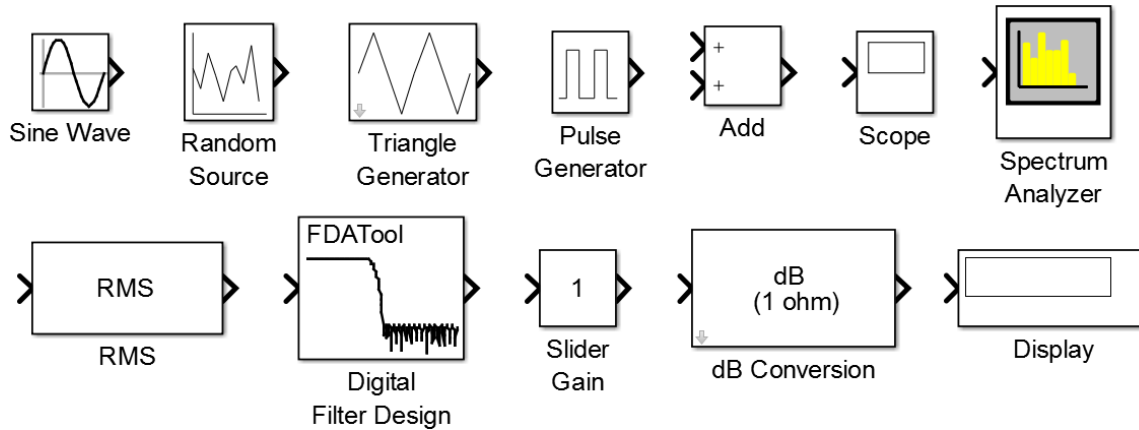 +
+
Sine Wave
Random
Source
Triangle
Generator
Pulse
Generator
Add
Scope
Spectrum
Analyzer
RMS
RMS
FDATool
Digital
Filter Design
1
Slider
Gain
dB
(1 ohm)
dB Conversion
Display